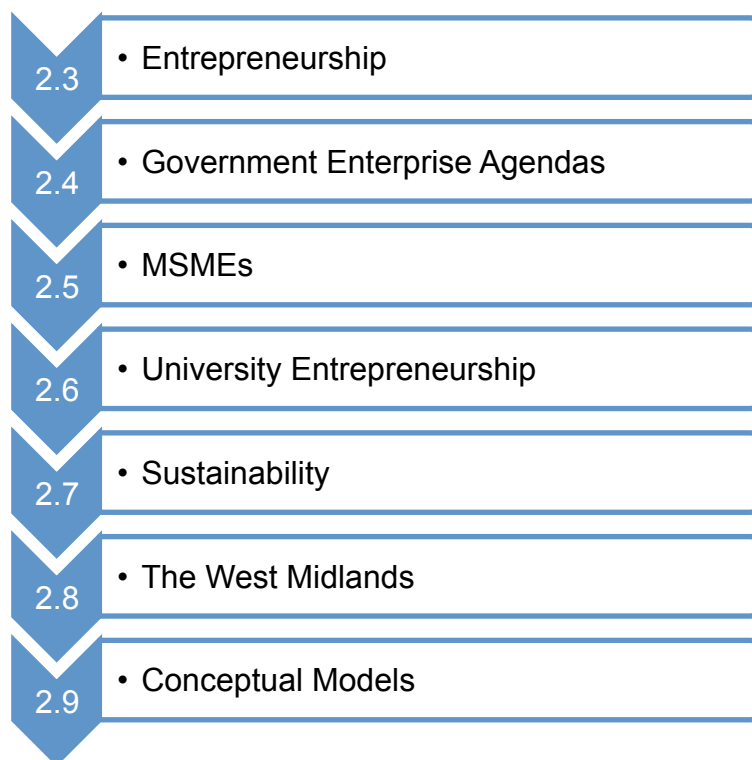 2.3
• Entrepreneurship
2.4
• Government Enterprise Agendas
2.5
• MSMEs
2.6
• University Entrepreneurship
2.7
• Sustainability
2.8
• The West Midlands
2.9
• Conceptual Models